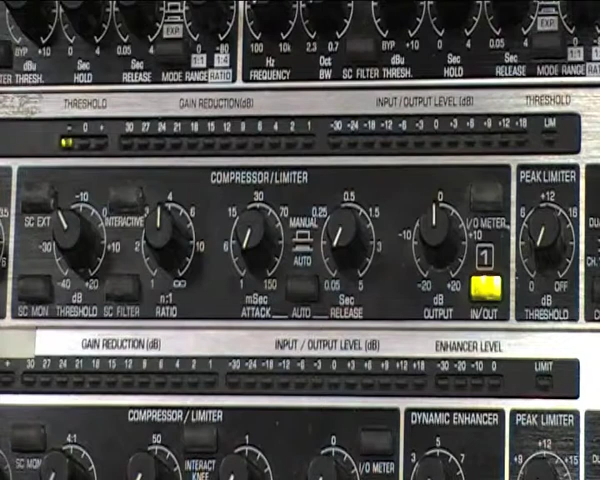 BYP +10 0.05 4 EXP 1:1 1:4 -80 100 10k 2.3 0.7 BYP +10 0.05 4 EXP 1:1
dBu Sec Sec Hz Oct dBu Sec Sec
THRESH. HOLD RELEASE MODE RANGE RATIO FREQUENCY BW SC FILTER THRESH. HOLD RELEASE MODE RANGE
THRESHOLD GAIN REDUCTION(dB) INPUT / OUTPUT LEVEL (dB) THRESHOLD
- 0 + 30 27 24 21 18 15 12 9 6 4 2 1 -30 -24 -18 -12 -6 -3 0 +3 +6 +9 +12 +18 LIM
COMPRESSOR/LIMITER PEAK LIMITER
-10 4 30 0.5 0 +12
SC EXT 0 INTERACTIVE 6 15 70 MANUAL 0.25 1.5 I/O METER 6 16
-30 +10 2 10 6 3 -10 +10
AUTO 1
-40 +20 1 ∞ 1 150 0.05 5 -20 +20 0 OFF
SC MON dB SC FILTER n:1 mSec Sec dB IN/OUT dB
THRESHOLD RATIO ATTACK AUTO RELEASE OUTPUT THRESHOLD
GAIN REDUCTION (dB) INPUT / OUTPUT LEVEL (dB) ENHANCER LEVEL
+ 30 27 24 21 18 15 12 9 6 4 2 1 -30 -24 -18 -12 -6 -3 0 +3 +6 +9 +12 +18 -30 -20 -10 0 LIMIT
COMPRESSOR / LIMITER DYNAMIC ENHANCER PEAK LIMITER
4:1 50 1 0 5 +12
SC MON INTERACT KNEE I/O METER 3 7 +9 +15